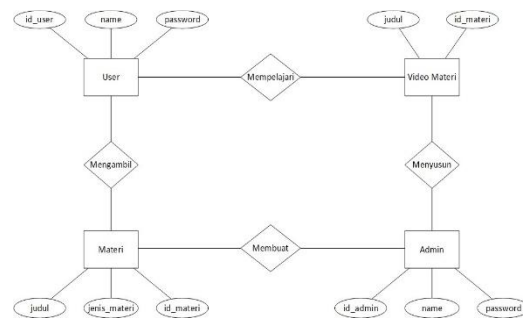 id_user
name
password
judul
id_materi
User
Mempelajari
Video Materi
Mengambil
Menyusun
Materi
Membuat
Admin
judul
jenis_materi
id_materi
id_admin
name
password